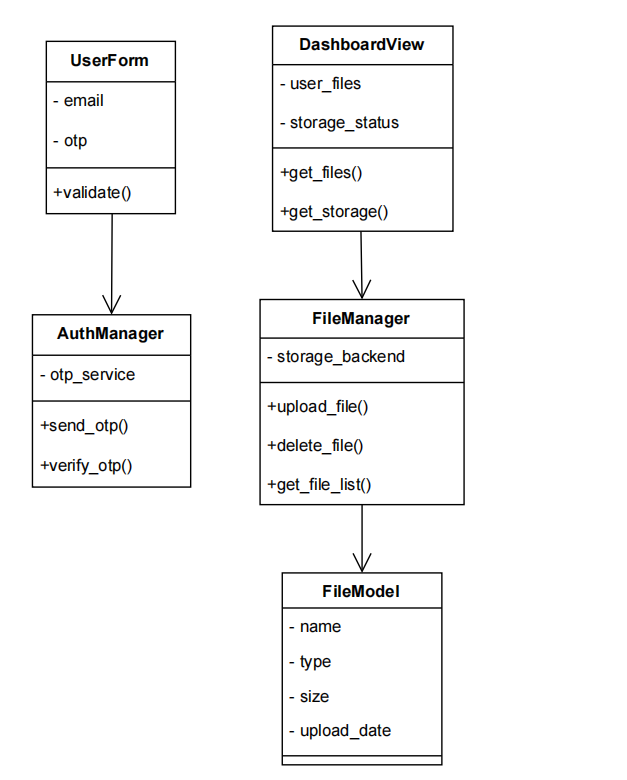 UserForm
- email
- otp
+validate()
AuthManager
- otp_service
+send_otp()
+verify_otp()
DashboardView
- user_files
- storage_status
+get_files()
+get_storage()
FileManager
- storage_backend
+upload_file()
+delete_file()
+get_file_list()
FileModel
- name
- type
- size
- upload_date